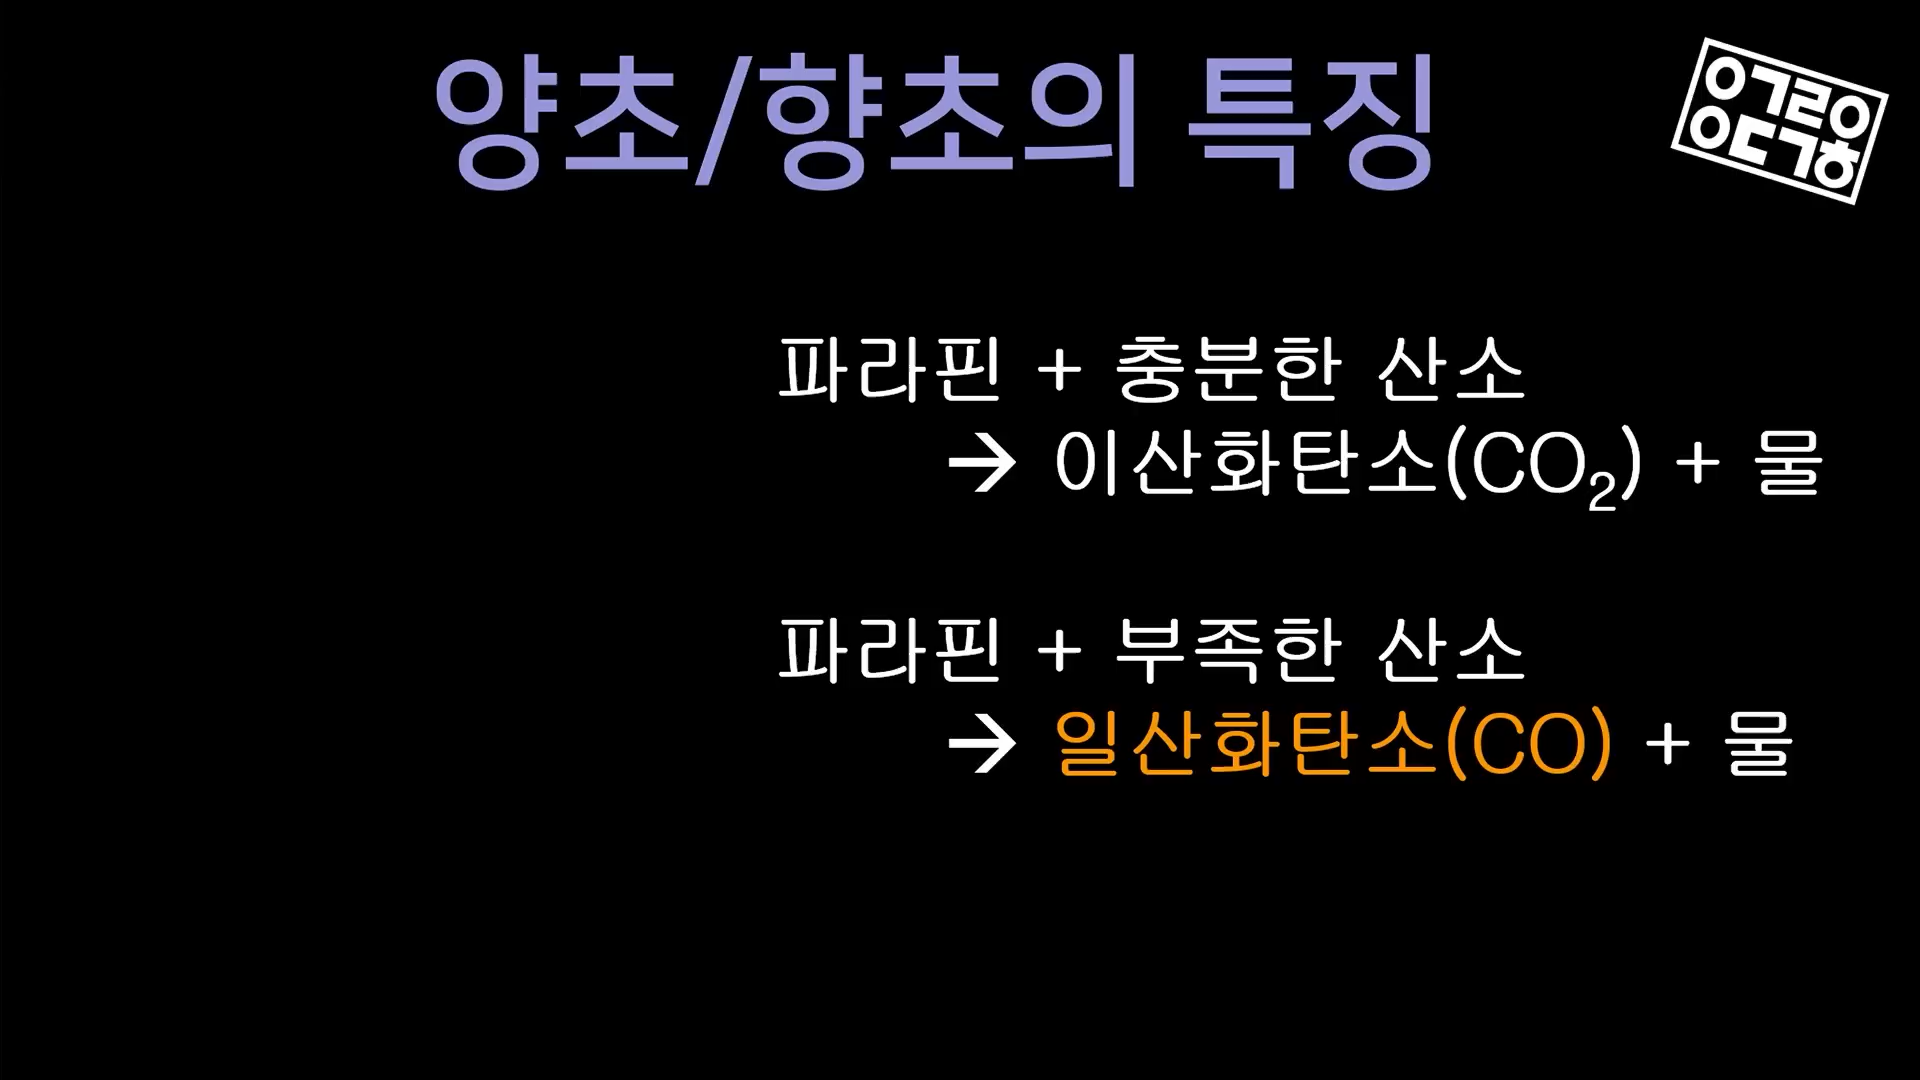 양초/향초의 특징
파라핀 + 충분한 산소
→ 이산화탄소(CO₂) + 물
파라핀 + 부족한 산소
→ 일산화탄소(CO) + 물